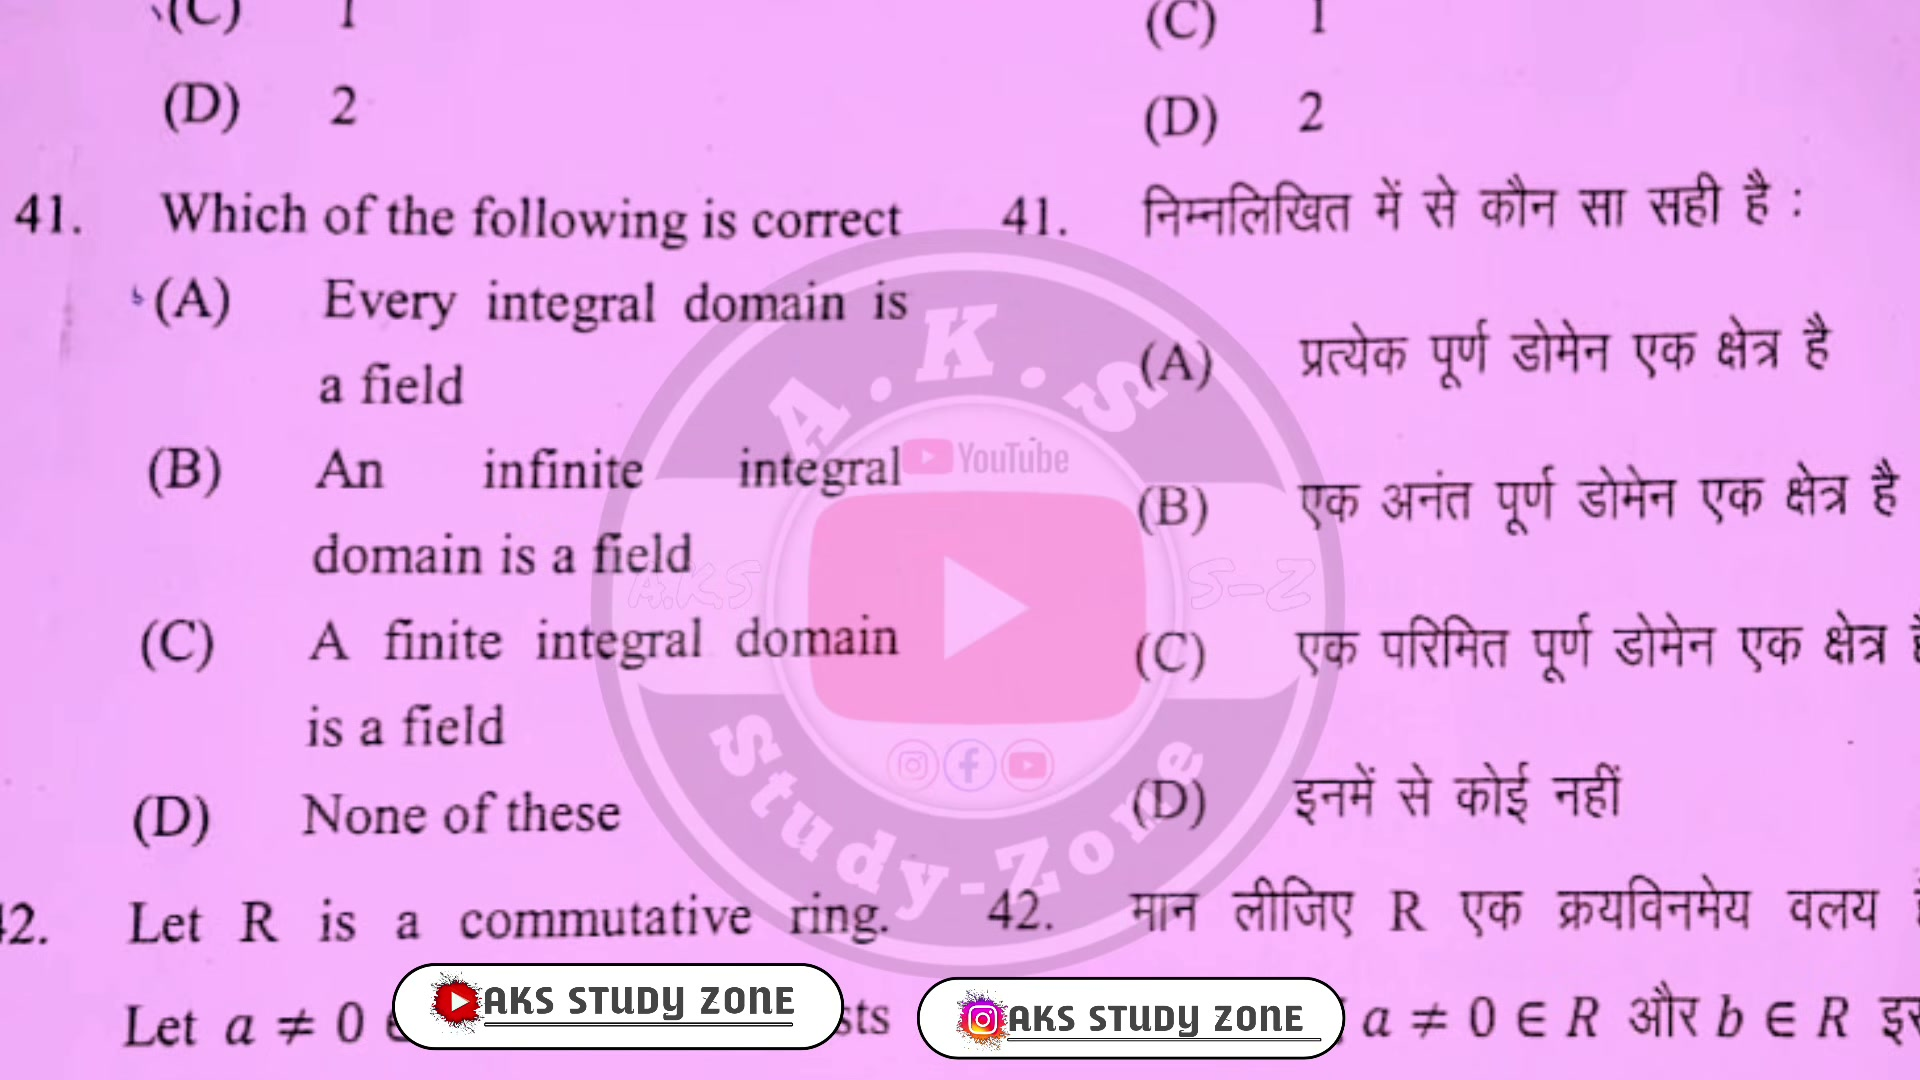 (C) 1
(D) 2
41. Which of the following is correct
(A) Every integral domain is
a field
(B) An infinite integral
domain is a field
(C) A finite integral domain
is a field
(D) None of these
42. Let R is a commutative ring.
Let a ≠ 0
(C) 1
(D) 2
41. निम्नलिखित में से कौन सा सही है :
(A) प्रत्येक पूर्ण डोमेन एक क्षेत्र है
(B) एक अनंत पूर्ण डोमेन एक क्षेत्र है
(C) एक परिमित पूर्ण डोमेन एक क्षेत्र
(D) इनमें से कोई नहीं
42. मान लीजिए R एक क्रयविनमेय वलय
a ≠ 0 ∈ R और b ∈ R
A.K.S
YouTube
A.K.S S-Z
Study-Zone
AKS STUDY ZONE
AKS STUDY ZONE